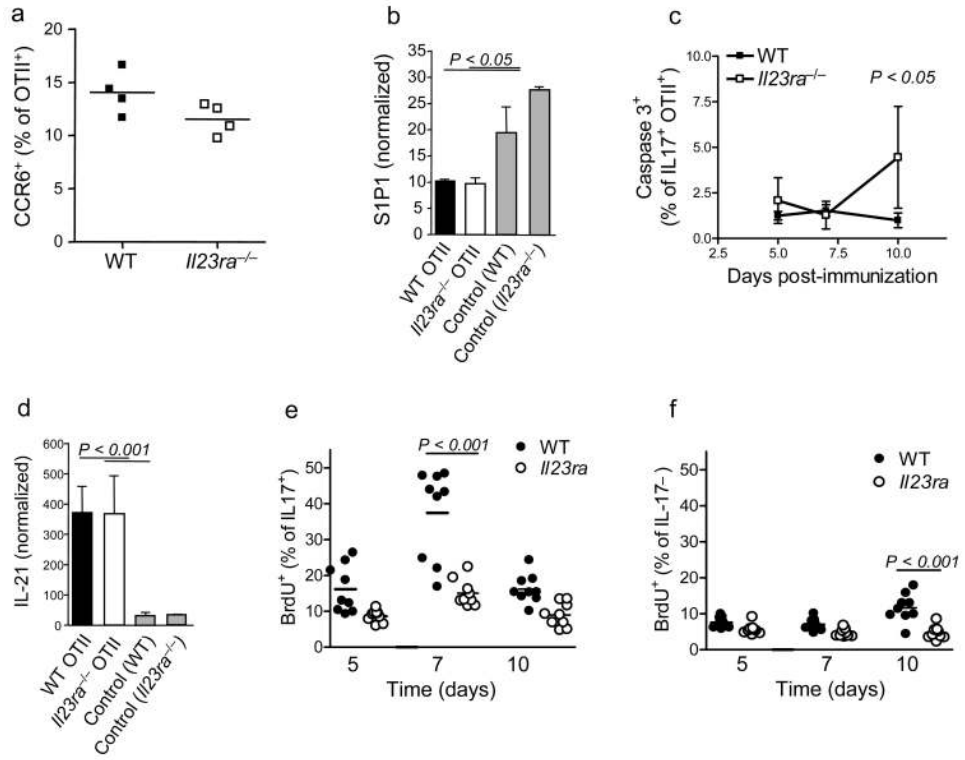 a
CCR6+ (% of OTII+)
20
15
10
5
0
WT
Il23ra–/–
b
S1P1 (normalized)
35
30
25
20
15
10
5
0
P < 0.05
WT OTII
Il23ra–/– OTII
Control (WT)
Control (Il23ra–/–)
c
Caspase 3+
(% of IL17+ OTII+)
10.0
7.5
5.0
2.5
0.0
WT
Il23ra–/–
P < 0.05
2.5
5.0
7.5
10.0
Days post-immunization
d
IL-21 (normalized)
600
500
400
300
200
100
0
P < 0.001
WT OTII
Il23ra–/– OTII
Control (WT)
Control (Il23ra–/–)
e
BrdU+ (% of IL17+)
50
40
30
20
10
0
P < 0.001
WT
Il23ra
5
7
10
Time (days)
f
BrdU+ (% of IL-17–)
50
40
30
20
10
0
WT
Il23ra
P < 0.001
5
7
10
Time (days)